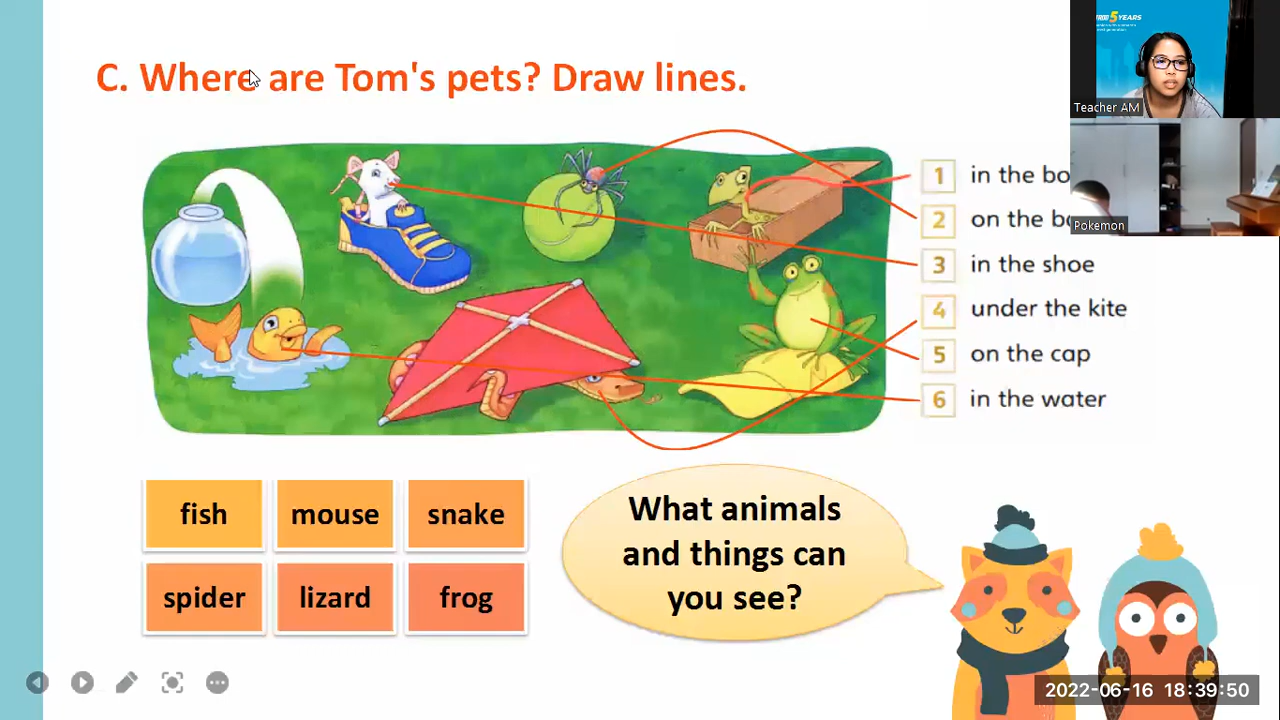 C. Where are Tom's pets? Draw lines.
5 YEARS
Teacher AM
Pokemon
1 in the
2 on the
3 in the shoe
4 under the kite
5 on the cap
6 in the water
fish mouse snake
spider lizard frog
What animals
and things can
you see?
2022-06-16 18:39:50